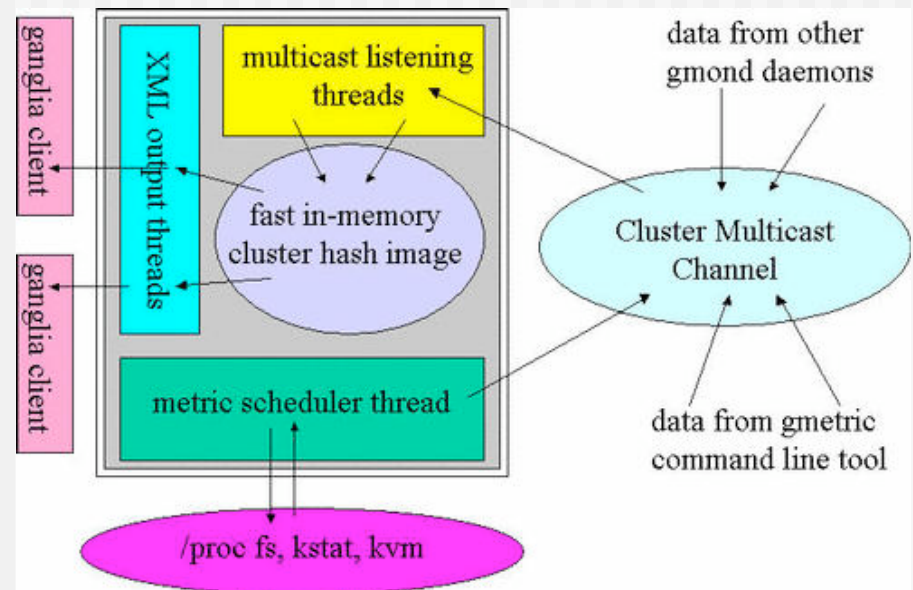 ganglia client
ganglia client
XML output threads
multicast listening
threads
fast in-memory
cluster hash image
metric scheduler thread
/proc fs, kstat, kvm
data from other
gmond daemons
Cluster Multicast
Channel
data from gmetric
command line tool